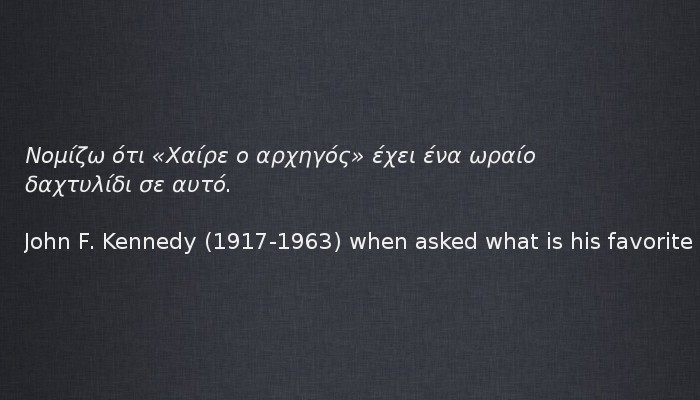 Νομίζω ότι «Χαίρε ο αρχηγός» έχει ένα ωραίο
δαχτυλίδι σε αυτό.
John F. Kennedy (1917-1963) when asked what is his favorite